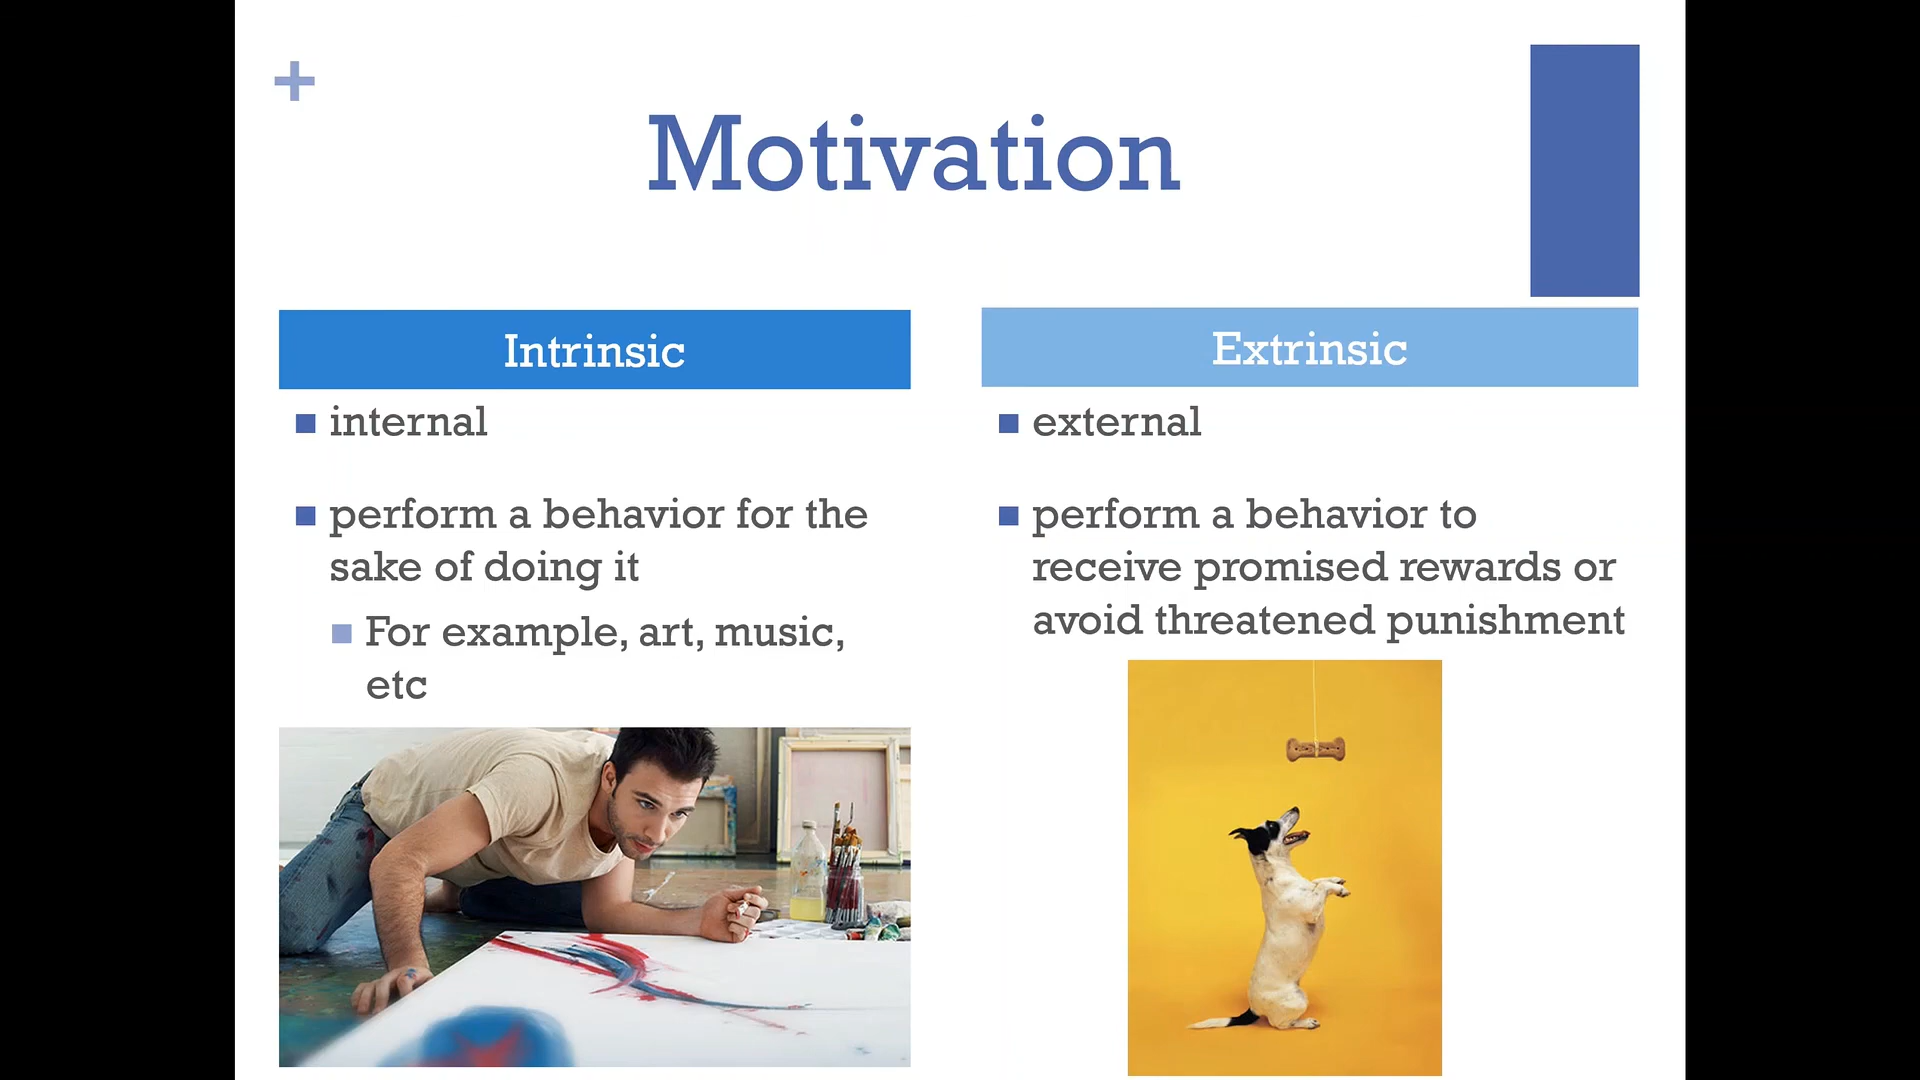 +
Motivation
Intrinsic
internal
perform a behavior for the
sake of doing it
For example, art, music,
etc
Extrinsic
external
perform a behavior to
receive promised rewards or
avoid threatened punishment